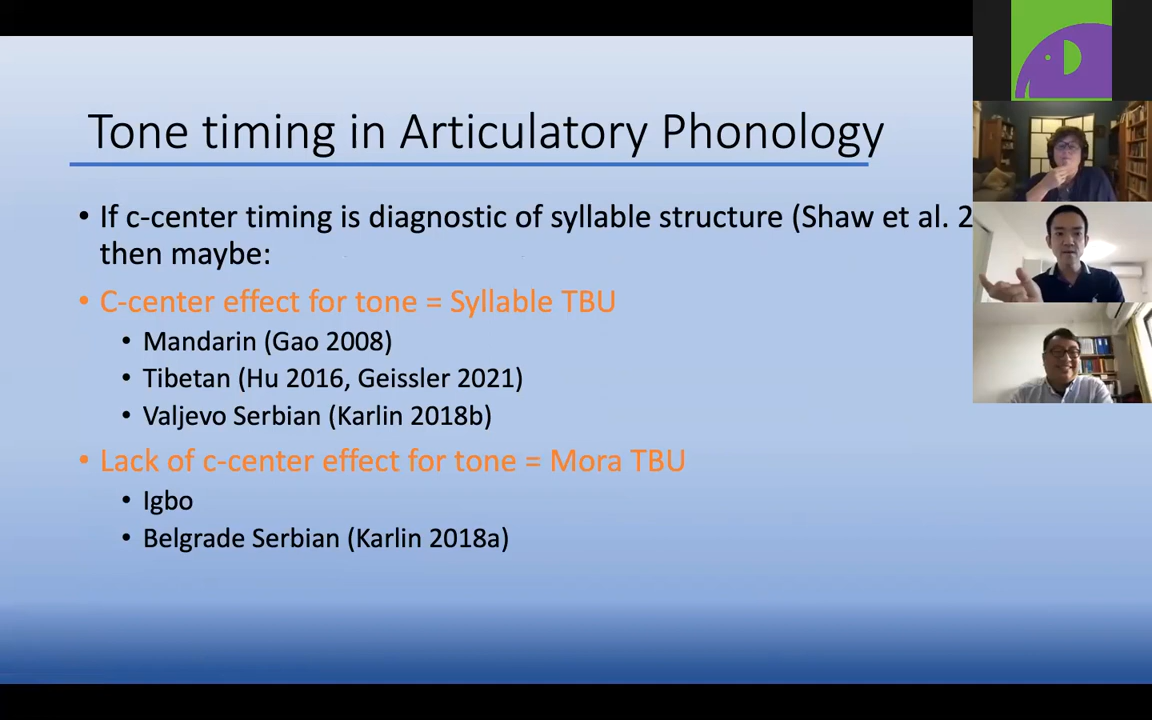 Tone timing in Articulatory Phonology
• If c-center timing is diagnostic of syllable structure (Shaw et al. 2
then maybe:
• C-center effect for tone = Syllable TBU
• Mandarin (Gao 2008)
• Tibetan (Hu 2016, Geissler 2021)
• Valjevo Serbian (Karlin 2018b)
• Lack of c-center effect for tone = Mora TBU
• Igbo
• Belgrade Serbian (Karlin 2018a)